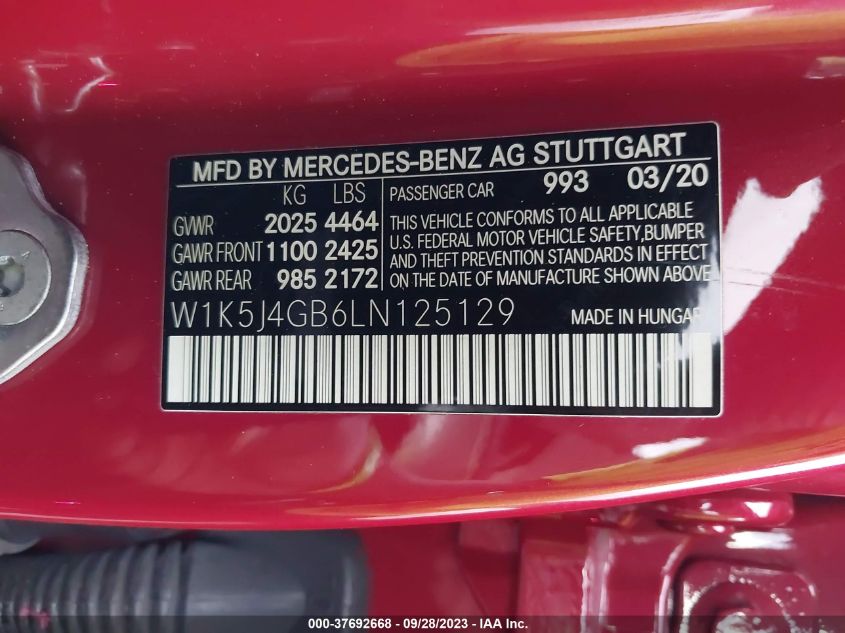 MFD BY MERCEDES-BENZ AG STUTTGART
KG LBS
GVWR 2025 4464
GAWR FRONT 1100 2425
GAWR REAR 985 2172
PASSENGER CAR 993 03/20
THIS VEHICLE CONFORMS TO ALL APPLICABLE
U.S. FEDERAL MOTOR VEHICLE SAFETY,BUMPER
AND THEFT PREVENTION STANDARDS IN EFFECT
ON THE DATE OF MANUFACTURE SHOWN ABOVE
W1K5J4GB6LN125129
MADE IN HUNGAR
000-37692668 - 09/28/2023 - IAA Inc.